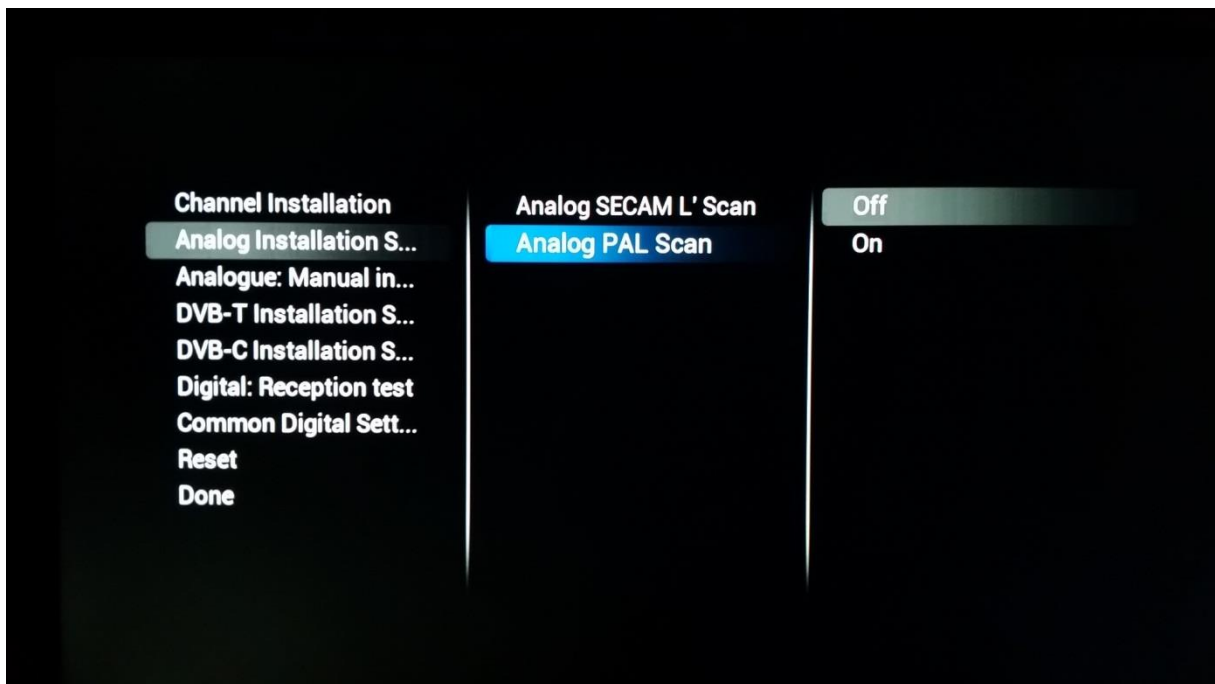 Channel Installation
Analog Installation S...
Analogue: Manual in...
DVB-T Installation S...
DVB-C Installation S...
Digital: Reception test
Common Digital Sett...
Reset
Done
Analog SECAM L' Scan
Analog PAL Scan
Off
On